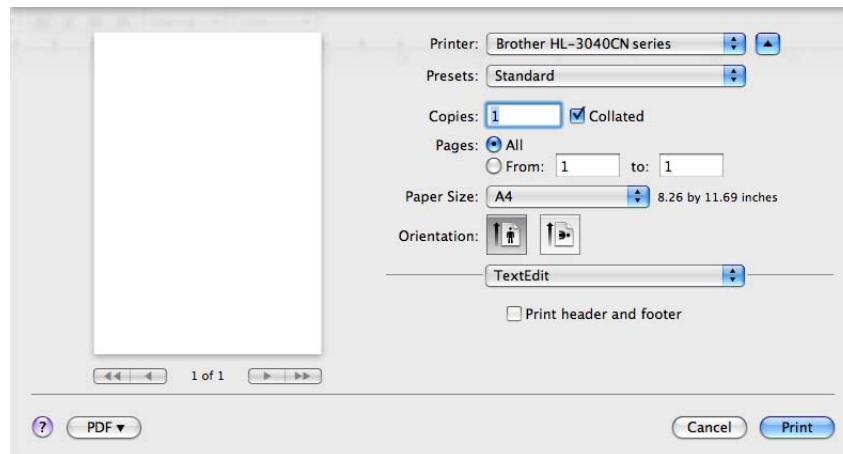 Printer: Brother HL-3040CN series
Presets: Standard
Copies: 1 Collated
Pages: All
From: 1 to: 1
Paper Size: A4 8.26 by 11.69 inches
Orientation:
TextEdit
Print header and footer
1 of 1
? PDF Cancel Print